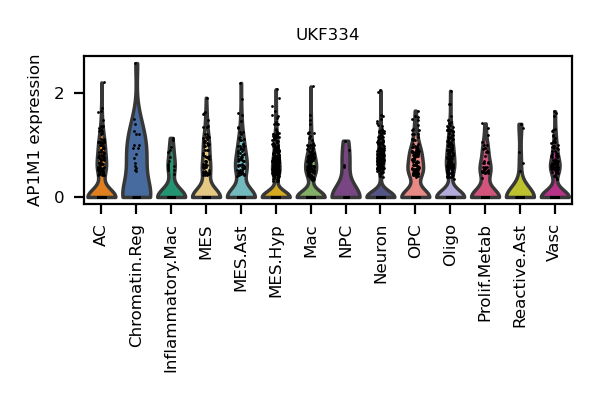 UKF334
AP1M1 expression
2
0
AC
Chromatin.Reg
Inflammatory.Mac
MES
MES.Ast
MES.Hyp
Mac
NPC
Neuron
OPC
Oligo
Prolif.Metab
Reactive.Ast
Vasc